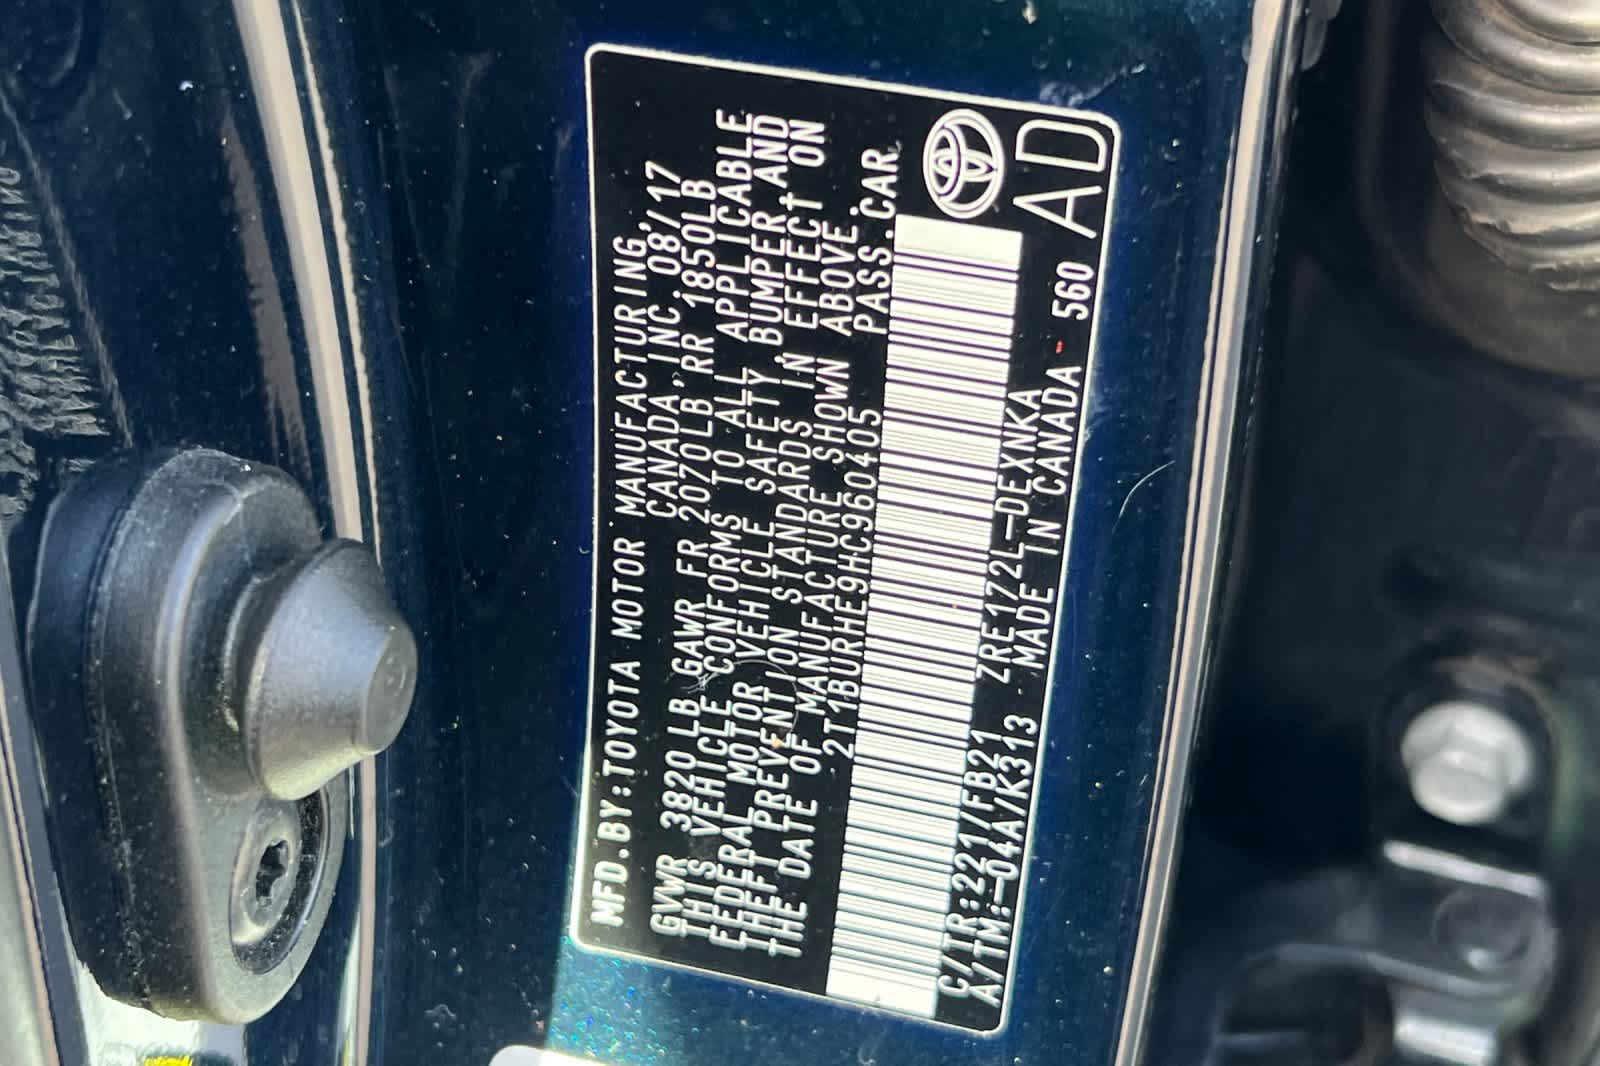 MFD.BY:TOYOTA MOTOR MANUFACTURING,
CANADA,INC.08/17
GVWR 3820 LB GAWR FR 2070LB RR 1850LB
THIS VEHICLE CONFORMS TO ALL APPLICABLE
FEDERAL MOTOR VEHICLE SAFETY,BUMPER,AND
THEFT PREVENTION STANDARDS IN EFFECT ON
THE DATE OF MANUFACTURE SHOWN ABOVE.
2T1BURHE9HC960405 PASS.CAR
C/TR:221/FB21 ZRE172L-DEXNKA
A/TM:-04A/K313 MADE IN CANADA - 560
AD